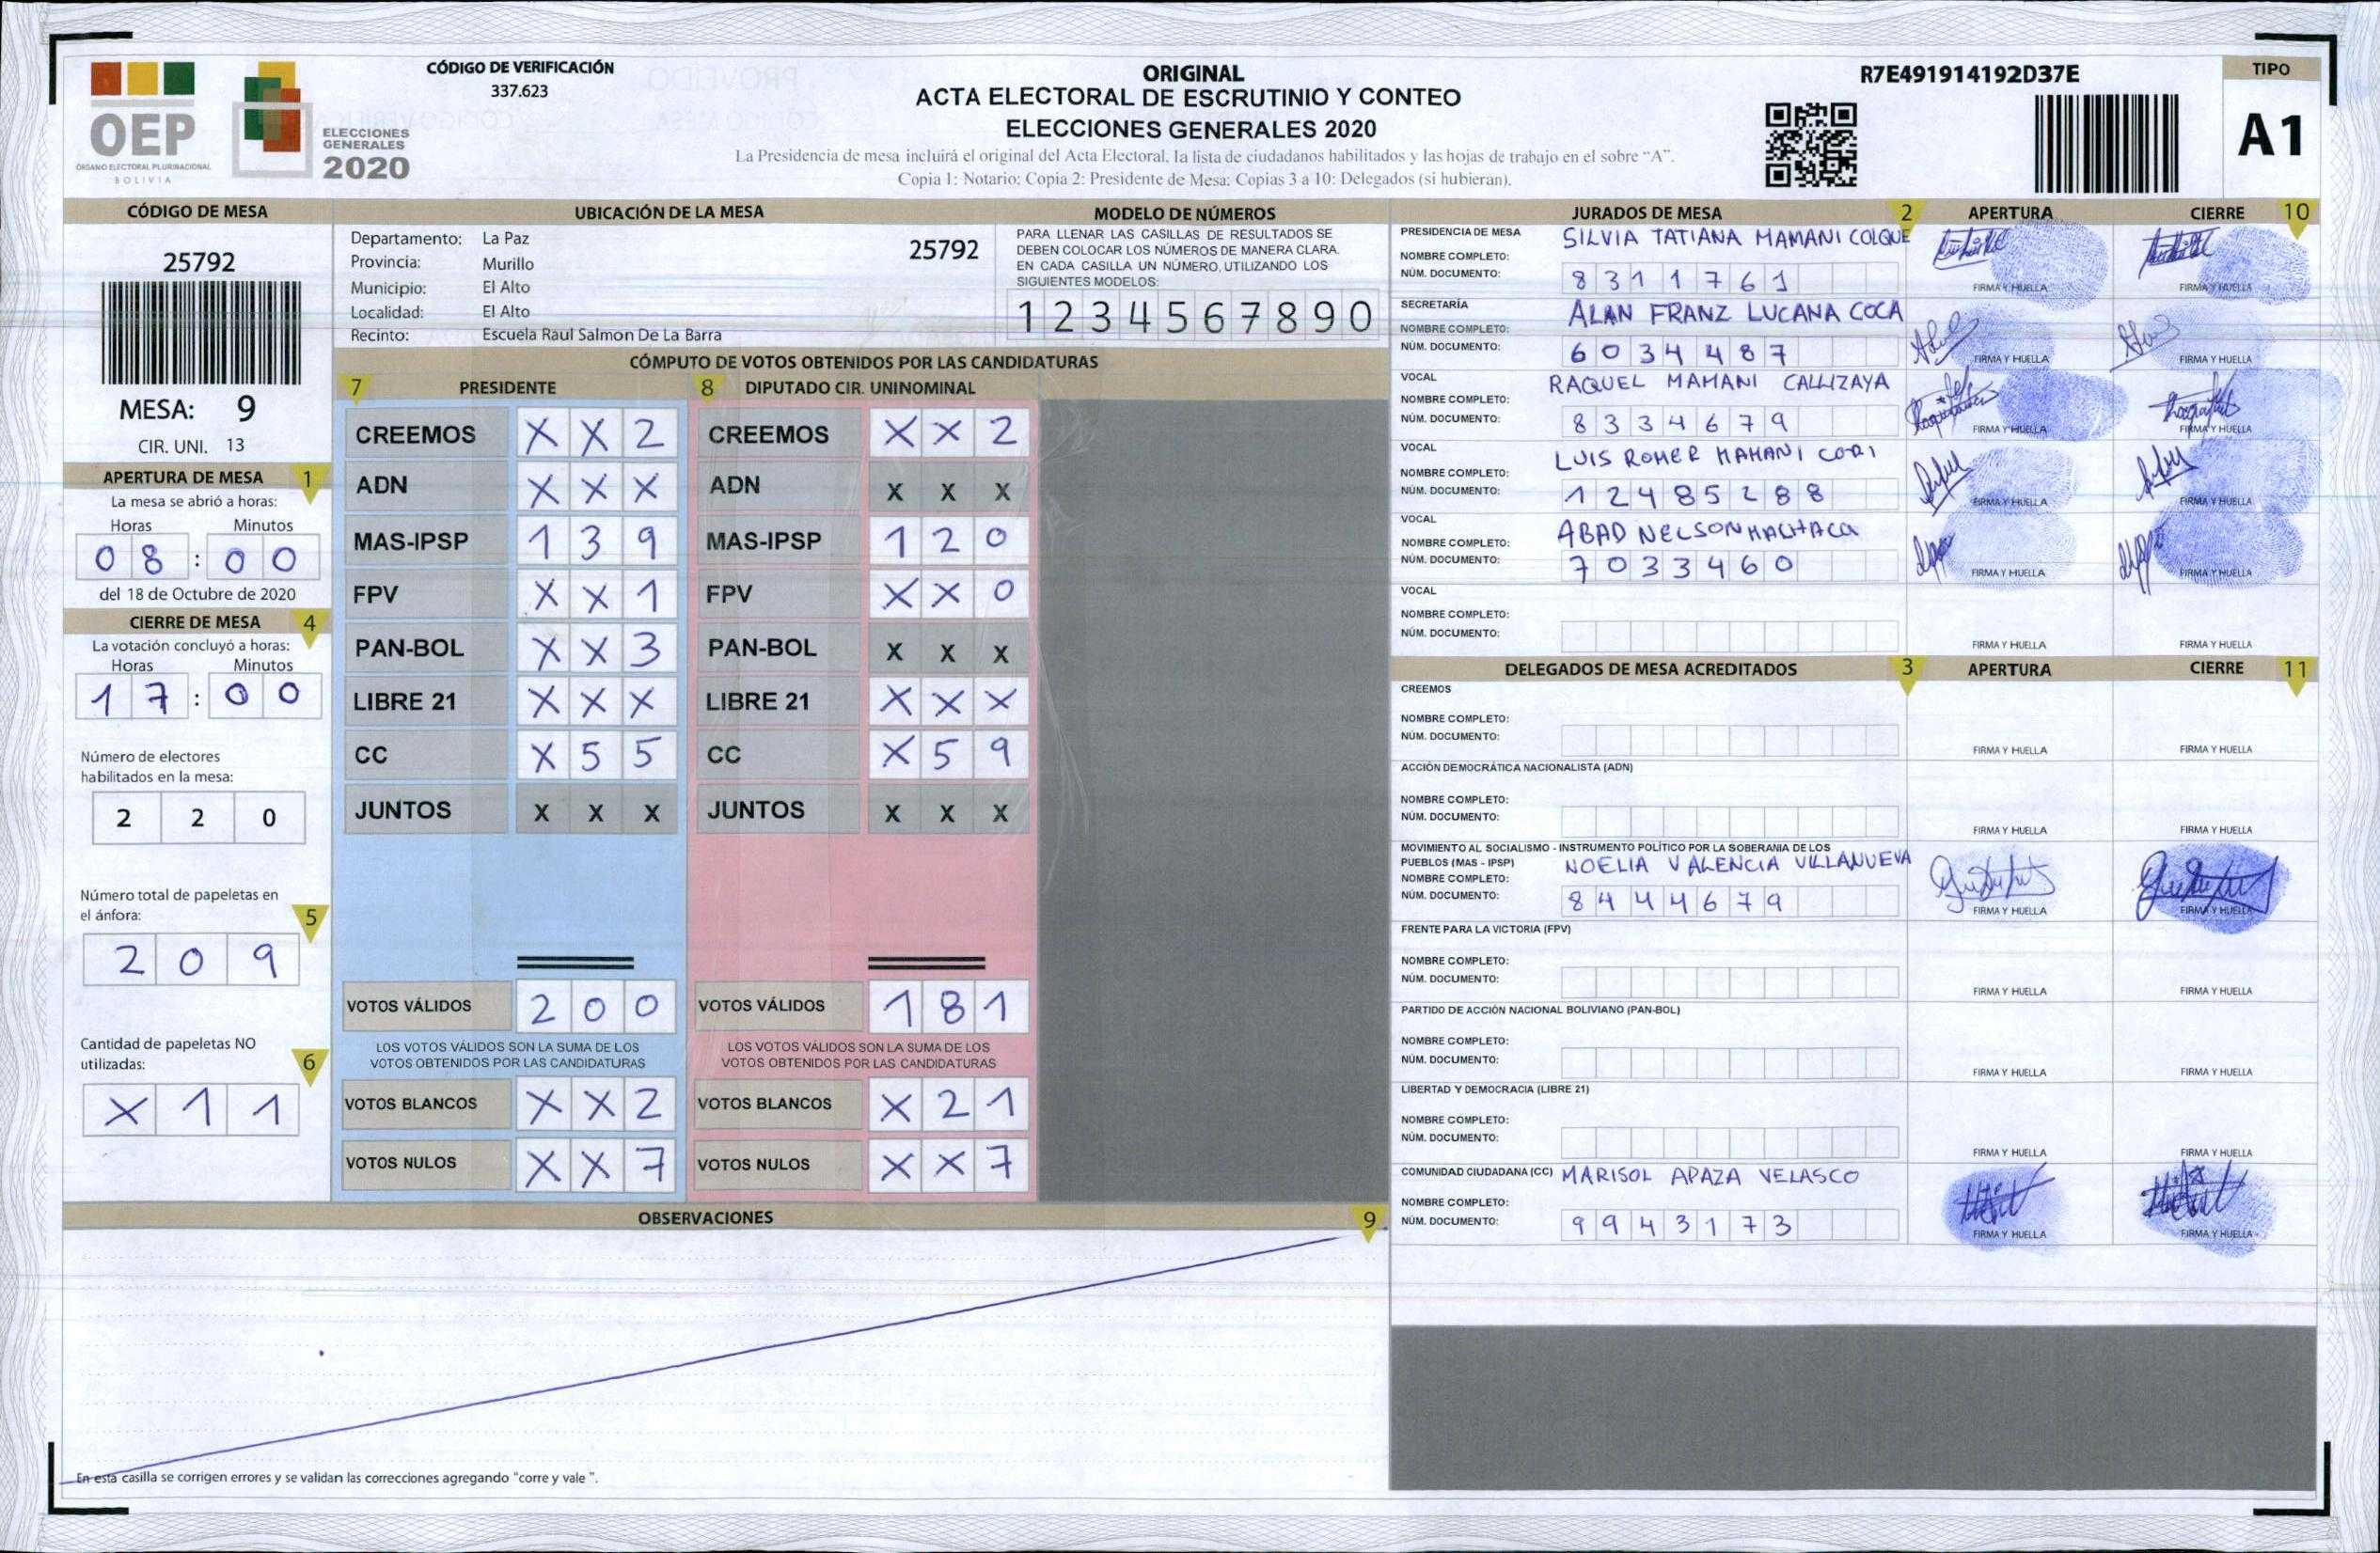 OEP
ÓRGANO ELECTORAL PLURINACIONAL
BOLIVIA
ELECCIONES
GENERALES
2020
CÓDIGO DE VERIFICACIÓN
337.623
ORIGINAL
ACTA ELECTORAL DE ESCRUTINIO Y CONTEO
ELECCIONES GENERALES 2020
La Presidencia de mesa incluirá el original del Acta Electoral, la lista de ciudadanos habilitados y las hojas de trabajo en el sobre "A".
Copia 1: Notario; Copia 2: Presidente de Mesa; Copias 3 a 10: Delegados (si hubieran).
R7E491914192D37E
TIPO
A1
CÓDIGO DE MESA
25792
MESA: 9
CIR. UNI. 13
APERTURA DE MESA 1
La mesa se abrió a horas:
Horas Minutos
0 8 : 0 0
del 18 de Octubre de 2020
CIERRE DE MESA 4
La votación concluyó a horas:
Horas Minutos
1 7 : 0 0
Número de electores
habilitados en la mesa:
2 2 0
Número total de papeletas en
el ánfora: 5
2 0 9
Cantidad de papeletas NO
utilizadas: 6
X 1 1
UBICACIÓN DE LA MESA
Departamento: La Paz
25792
Provincia: Murillo
Municipio: El Alto
Localidad: El Alto
Recinto: Escuela Raul Salmon De La Barra
MODELO DE NÚMEROS
PARA LLENAR LAS CASILLAS DE RESULTADOS SE
DEBEN COLOCAR LOS NÚMEROS DE MANERA CLARA.
EN CADA CASILLA UN NÚMERO, UTILIZANDO LOS
SIGUIENTES MODELOS:
1 2 3 4 5 6 7 8 9 0
CÓMPUTO DE VOTOS OBTENIDOS POR LAS CANDIDATURAS
7 PRESIDENTE 8 DIPUTADO CIR. UNINOMINAL
CREEMOS X X 2 CREEMOS X X 2
ADN X X X ADN X X X
MAS-IPSP 1 3 9 MAS-IPSP 1 2 0
FPV X X 1 FPV X X 0
PAN-BOL X X 3 PAN-BOL X X X
LIBRE 21 X X X LIBRE 21 X X X
CC X 5 5 CC X 5 9
JUNTOS X X X JUNTOS X X X
VOTOS VÁLIDOS 2 0 0 VOTOS VÁLIDOS 1 8 1
LOS VOTOS VÁLIDOS SON LA SUMA DE LOS LOS VOTOS VÁLIDOS SON LA SUMA DE LOS
VOTOS OBTENIDOS POR LAS CANDIDATURAS VOTOS OBTENIDOS POR LAS CANDIDATURAS
VOTOS BLANCOS X X 2 VOTOS BLANCOS X 2 1
VOTOS NULOS X X 7 VOTOS NULOS X X 7
OBSERVACIONES 9
En esta casilla se corrigen errores y se validan las correcciones agregando "corre y vale ".
JURADOS DE MESA 2 APERTURA CIERRE 10
PRESIDENCIA DE MESA SILVIA TATIANA MAMANI COLQUE
NOMBRE COMPLETO:
NÚM. DOCUMENTO: 8 3 1 1 7 6 1 FIRMA Y HUELLA FIRMA Y HUELLA
SECRETARÍA ALAN FRANZ LUCANA COCA
NOMBRE COMPLETO:
NÚM. DOCUMENTO: 6 0 3 4 4 8 7 FIRMA Y HUELLA FIRMA Y HUELLA
VOCAL RAQUEL MAMANI CALLIZAYA
NOMBRE COMPLETO:
NÚM. DOCUMENTO: 8 3 3 4 6 7 9 FIRMA Y HUELLA FIRMA Y HUELLA
VOCAL LUIS ROMER MAMANI CORI
NOMBRE COMPLETO:
NÚM. DOCUMENTO: 1 2 4 8 5 2 8 8 FIRMA Y HUELLA FIRMA Y HUELLA
VOCAL
NOMBRE COMPLETO: ABAD NELSON MACHACA
NÚM. DOCUMENTO: 7 0 3 3 4 6 0 FIRMA Y HUELLA FIRMA Y HUELLA
VOCAL
NOMBRE COMPLETO:
NÚM. DOCUMENTO: FIRMA Y HUELLA FIRMA Y HUELLA
DELEGADOS DE MESA ACREDITADOS 3 APERTURA CIERRE 11
CREEMOS
NOMBRE COMPLETO:
NÚM. DOCUMENTO: FIRMA Y HUELLA FIRMA Y HUELLA
ACCIÓN DEMOCRÁTICA NACIONALISTA (ADN)
NOMBRE COMPLETO:
NÚM. DOCUMENTO: FIRMA Y HUELLA FIRMA Y HUELLA
MOVIMIENTO AL SOCIALISMO - INSTRUMENTO POLÍTICO POR LA SOBERANIA DE LOS
PUEBLOS (MAS - IPSP) NOELIA VALENCIA VILLANUEVA
NOMBRE COMPLETO:
NÚM. DOCUMENTO: 8 4 4 4 6 7 9 FIRMA Y HUELLA FIRMA Y HUELLA
FRENTE PARA LA VICTORIA (FPV)
NOMBRE COMPLETO:
NÚM. DOCUMENTO: FIRMA Y HUELLA FIRMA Y HUELLA
PARTIDO DE ACCIÓN NACIONAL BOLIVIANO (PAN-BOL)
NOMBRE COMPLETO:
NÚM. DOCUMENTO: FIRMA Y HUELLA FIRMA Y HUELLA
LIBERTAD Y DEMOCRACIA (LIBRE 21)
NOMBRE COMPLETO:
NÚM. DOCUMENTO: FIRMA Y HUELLA FIRMA Y HUELLA
COMUNIDAD CIUDADANA (CC) MARISOL APAZA VELASCO
NOMBRE COMPLETO:
NÚM. DOCUMENTO: 9 9 4 3 1 7 3 FIRMA Y HUELLA FIRMA Y HUELLA